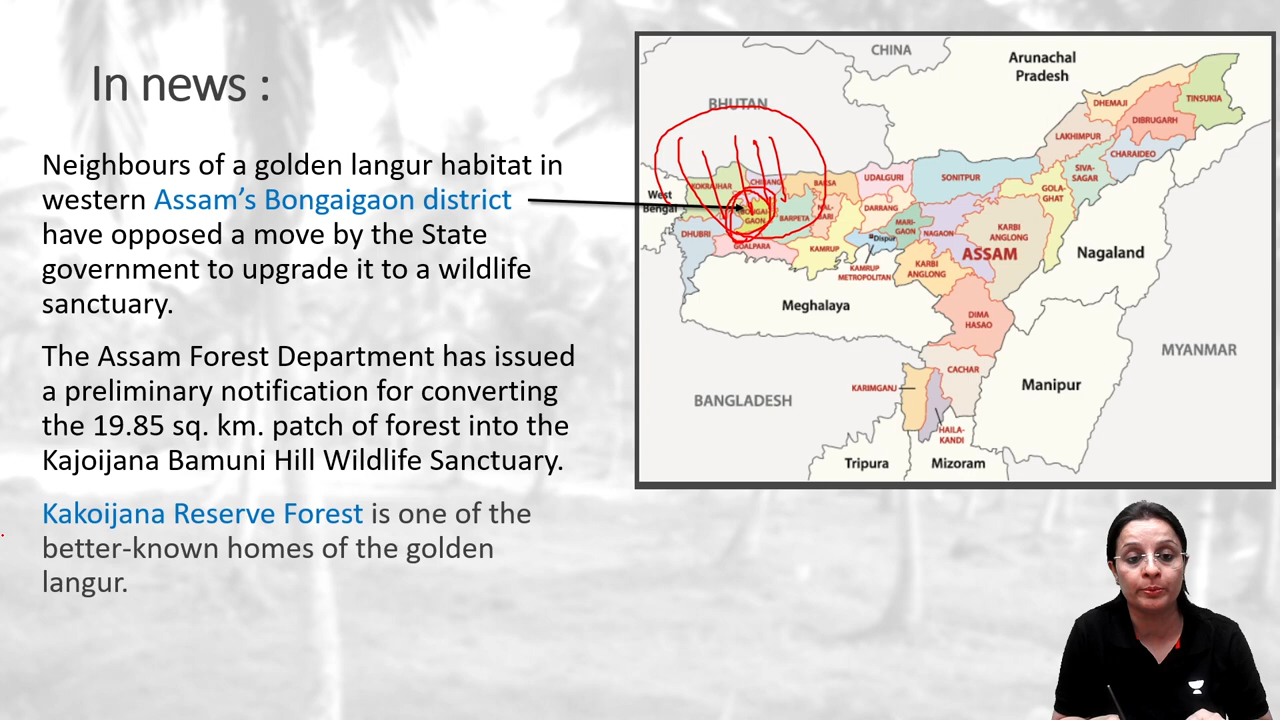 In news :
Neighbours of a golden langur habitat in
western Assam’s Bongaigaon district
have opposed a move by the State
government to upgrade it to a wildlife
sanctuary.
The Assam Forest Department has issued
a preliminary notification for converting
the 19.85 sq. km. patch of forest into the
Kajoijana Bamuni Hill Wildlife Sanctuary.
Kakoijana Reserve Forest is one of the
better-known homes of the golden
langur.
CHINA
Arunachal
Pradesh
BHUTAN
TINSUKIA
DHEMAJI
DIBRUGARH
LAKHIMPUR
CHARAIDEO
SIVA-
SAGAR
UDALGURI
SONITPUR
KOKRAJHAR
BAKSA
GOLA-
GHAT
West
Bengal
DARRANG
BARPETA
MARI-
GAON
NAGAON
KARBI
ANGLONG
DHUBRI
GOALPARA
KAMRUP
Dispur
ASSAM
Nagaland
KAMRUP
METROPOLITAN
KARBI
ANGLONG
Meghalaya
DIMA
HASAO
MYANMAR
CACHAR
KARIMGANJ
Manipur
BANGLADESH
HAILA-
KANDI
Tripura
Mizoram